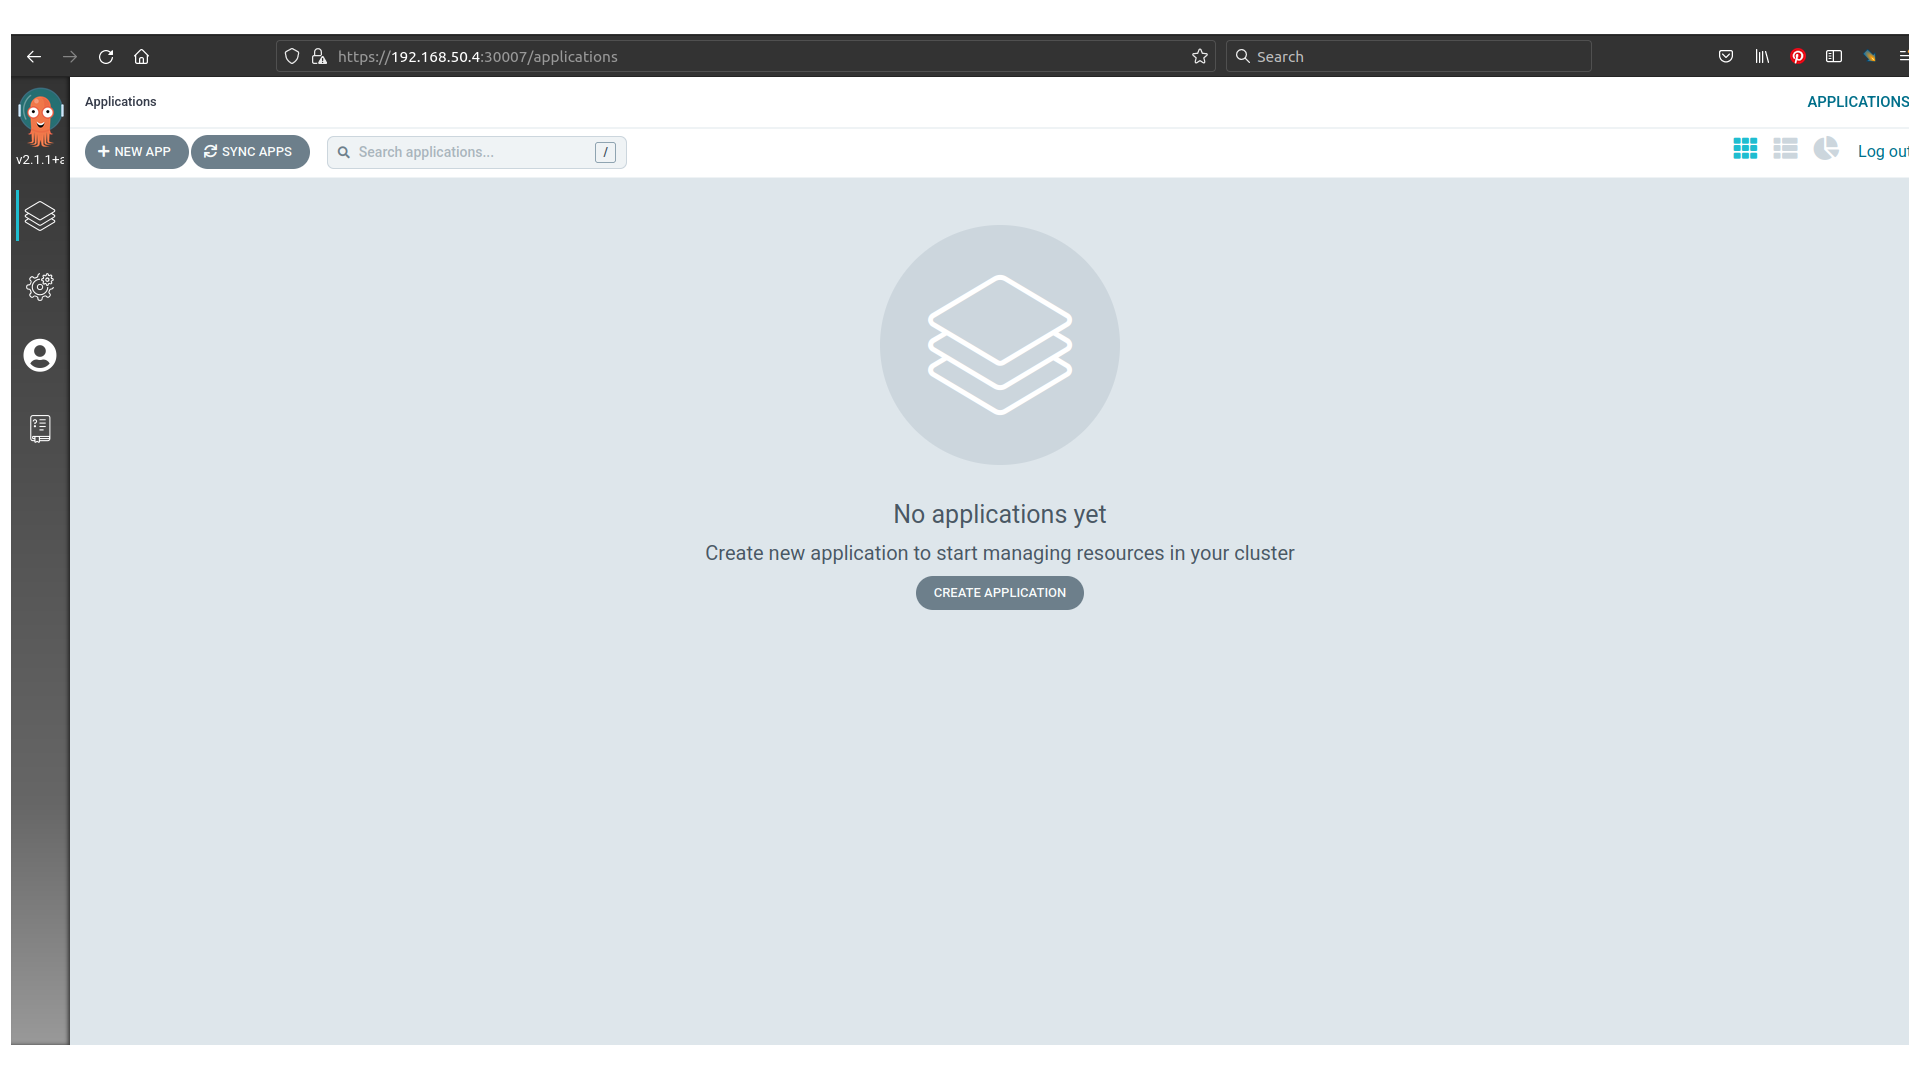 https://192.168.50.4:30007/applications
Search
v2.1.1+a
Applications
APPLICATIONS
NEW APP
SYNC APPS
Search applications...
/
Log out
No applications yet
Create new application to start managing resources in your cluster
CREATE APPLICATION